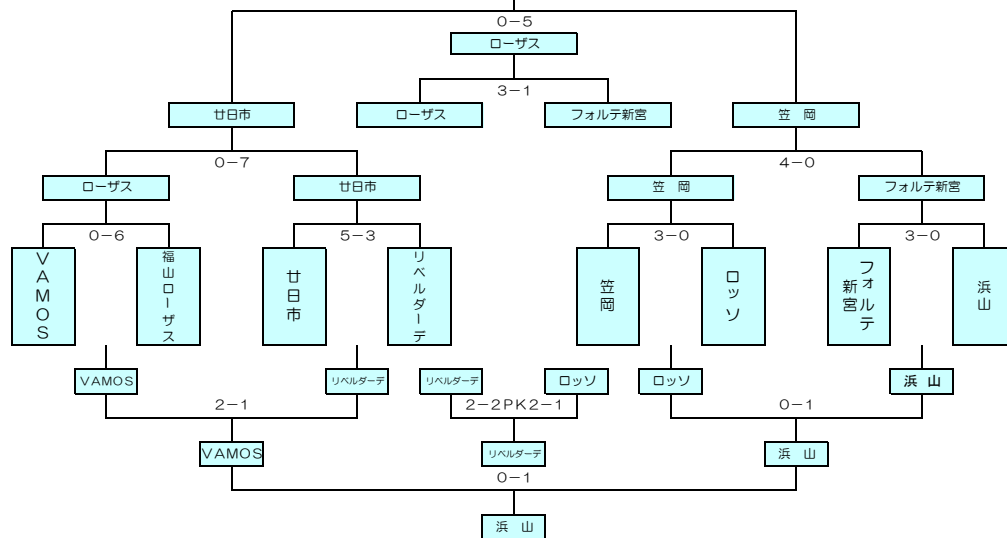 0-5
ローザス
3-1
廿日市
ローザス
フォルテ新宮
笠 岡
0-7
4-0
ローザス
廿日市
笠 岡
フォルテ新宮
0-6
5-3
3-0
3-0
VAMOS
福山ローザス
廿日市
リベルダーデ
笠岡
ロッソ
フォルテ
新宮
浜山
VAMOS
リベルダーデ
リベルダーデ
ロッソ
ロッソ
浜 山
2-1
2-2PK2-1
0-1
VAMOS
リベルダーデ
浜 山
0-1
浜 山